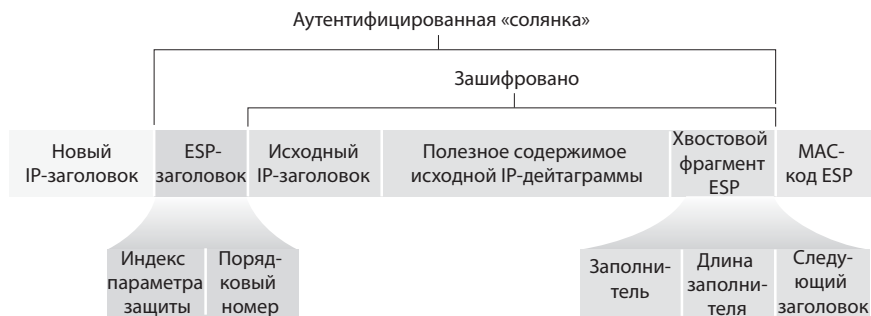 Аутентифицированная «солянка»
Зашифровано
Новый
IP-заголовок
ESP-
заголовок
Исходный
IP-заголовок
Полезное содержимое
исходной IP-дейтаграммы
Хвостовой
фрагмент
ESP
MAC-
код ESP
Индекс
параметра
защиты
Поряд-
ковый
номер
Заполни-
тель
Длина
заполни-
теля
Следу-
ющий
заголовок